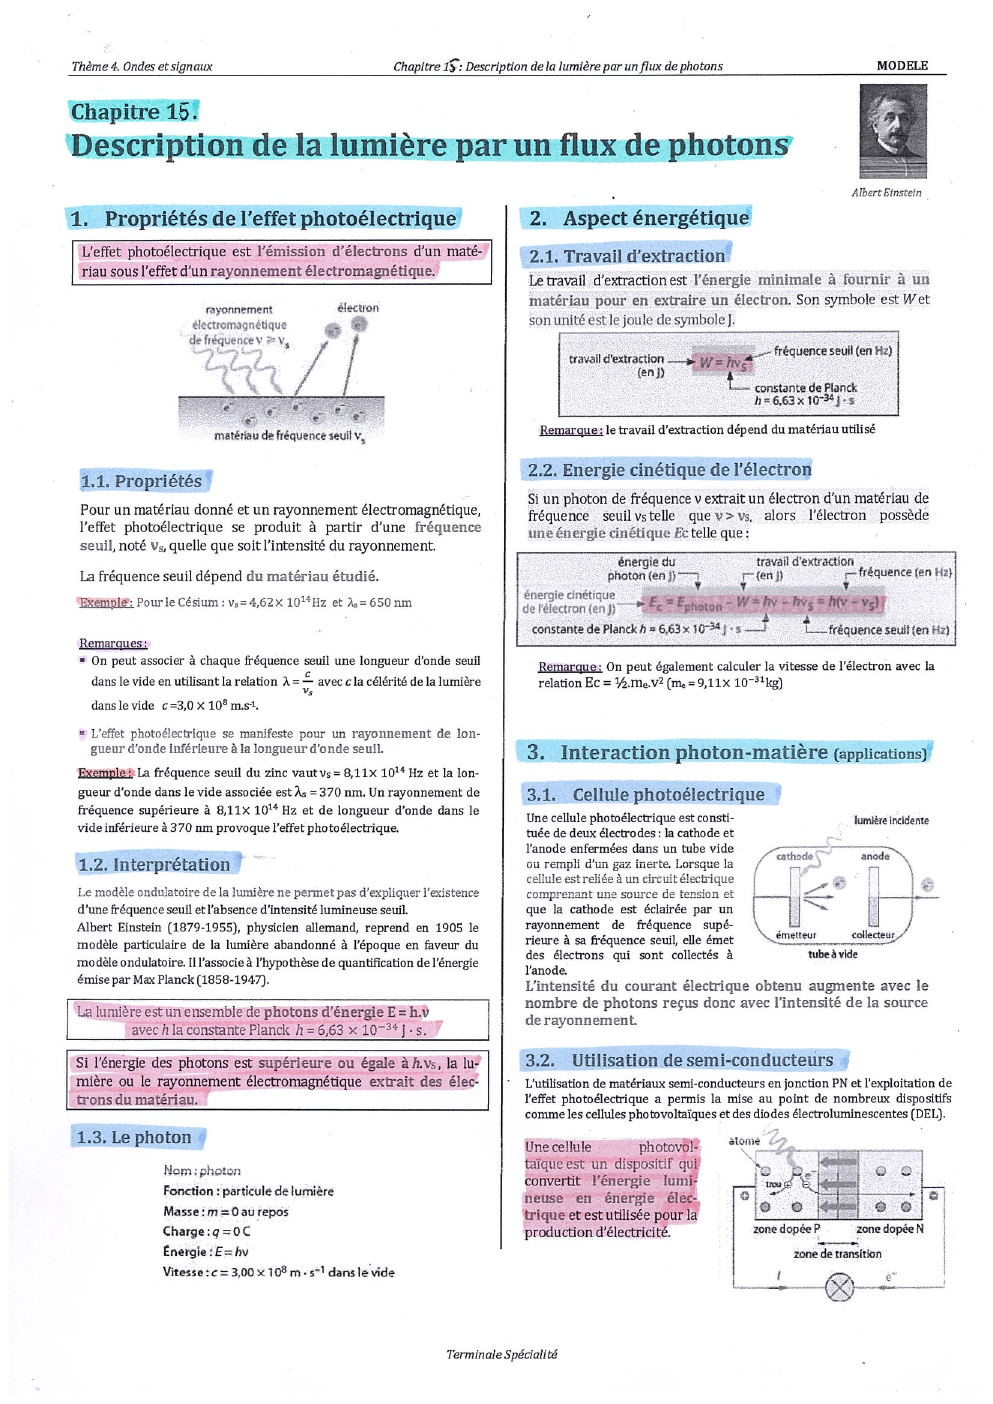 Thème 4. Ondes et signaux
Chapitre 15 : Description de la lumière par un flux de photons
MODELE
Chapitre 15.
Description de la lumière par un flux de photons
Albert Einstein
1. Propriétés de l'effet photoélectrique
L'effet photoélectrique est l'émission d'électrons d'un maté-
riau sous l'effet d'un rayonnement électromagnétique.
rayonnement
électromagnétique
de fréquence ν ⩾ νs
électron
e⁻ e⁻
e⁻ e⁻ e⁻ e⁻ e⁻ e⁻
matériau de fréquence seuil νs
1.1. Propriétés
Pour un matériau donné et un rayonnement électromagnétique,
l'effet photoélectrique se produit à partir d'une fréquence
seuil, noté νs, quelle que soit l'intensité du rayonnement.
La fréquence seuil dépend du matériau étudié.
Exemple : Pour le Césium : νs = 4,62× 10¹⁴Hz et λs = 650 nm
Remarques :
▪ On peut associer à chaque fréquence seuil une longueur d'onde seuil
dans le vide en utilisant la relation λ = c/νs avec c la célérité de la lumière
dans le vide c =3,0 × 10⁸ m.s⁻¹.
▪ L'effet photoélectrique se manifeste pour un rayonnement de lon-
gueur d'onde inférieure à la longueur d'onde seuil.
Exemple : La fréquence seuil du zinc vaut νs = 8,11× 10¹⁴ Hz et la lon-
gueur d'onde dans le vide associée est λs = 370 nm. Un rayonnement de
fréquence supérieure à 8,11× 10¹⁴ Hz et de longueur d'onde dans le
vide inférieure à 370 nm provoque l'effet photoélectrique.
1.2. Interprétation
Le modèle ondulatoire de la lumière ne permet pas d'expliquer l'existence
d'une fréquence seuil et l'absence d'intensité lumineuse seuil.
Albert Einstein (1879-1955), physicien allemand, reprend en 1905 le
modèle particulaire de la lumière abandonné à l'époque en faveur du
modèle ondulatoire. Il l'associe à l'hypothèse de quantification de l'énergie
émise par Max Planck (1858-1947).
La lumière est un ensemble de photons d'énergie E = h.ν
avec h la constante Planck h = 6,63 × 10⁻³⁴ J · s.
Si l'énergie des photons est supérieure ou égale à h.νs, la lu-
mière ou le rayonnement électromagnétique extrait des élec-
trons du matériau.
1.3. Le photon
Nom : photon
Fonction : particule de lumière
Masse : m = 0 au repos
Charge : q = 0 C
Énergie : E = hν
Vitesse : c = 3,00 × 10⁸ m · s⁻¹ dans le vide
2. Aspect énergétique
2.1. Travail d'extraction
Le travail d'extraction est l'énergie minimale à fournir à un
matériau pour en extraire un électron. Son symbole est W et
son unité est le joule de symbole J.
travail d'extraction
(en J)
W = hνs
fréquence seuil (en Hz)
constante de Planck
h = 6,63 × 10⁻³⁴ J · s
Remarque : le travail d'extraction dépend du matériau utilisé
2.2. Energie cinétique de l'électron
Si un photon de fréquence ν extrait un électron d'un matériau de
fréquence seuil νs telle que ν > νs, alors l'électron possède
une énergie cinétique Ec telle que :
énergie du
photon (en J)
travail d'extraction
(en J)
fréquence (en Hz)
énergie cinétique
de l'électron (en J)
Ec = Ephoton - W = hν - hνs = h(ν - νs)
constante de Planck h = 6,63 × 10⁻³⁴ J · s
fréquence seuil (en Hz)
Remarque : On peut également calculer la vitesse de l'électron avec la
relation Ec = ½.me.v² (me = 9,11× 10⁻³¹kg)
3. Interaction photon-matière (applications)
3.1. Cellule photoélectrique
Une cellule photoélectrique est consti-
tuée de deux électrodes : la cathode et
l'anode enfermées dans un tube vide
ou rempli d'un gaz inerte. Lorsque la
cellule est reliée à un circuit électrique
comprenant une source de tension et
que la cathode est éclairée par un
rayonnement de fréquence supé-
rieure à sa fréquence seuil, elle émet
des électrons qui sont collectés à
l'anode.
lumière incidente
cathode
anode
e⁻
e⁻
émetteur
collecteur
tube à vide
L'intensité du courant électrique obtenu augmente avec le
nombre de photons reçus donc avec l'intensité de la source
de rayonnement.
3.2. Utilisation de semi-conducteurs
L'utilisation de matériaux semi-conducteurs en jonction PN et l'exploitation de
l'effet photoélectrique a permis la mise au point de nombreux dispositifs
comme les cellules photovoltaïques et des diodes électroluminescentes (DEL).
Une cellule photovol-
taïque est un dispositif qui
convertit l'énergie lumi-
neuse en énergie élec-
trique et est utilisée pour la
production d'électricité.
atome
trou
zone dopée P
zone dopée N
zone de transition
I
e⁻
Terminale Spécialité